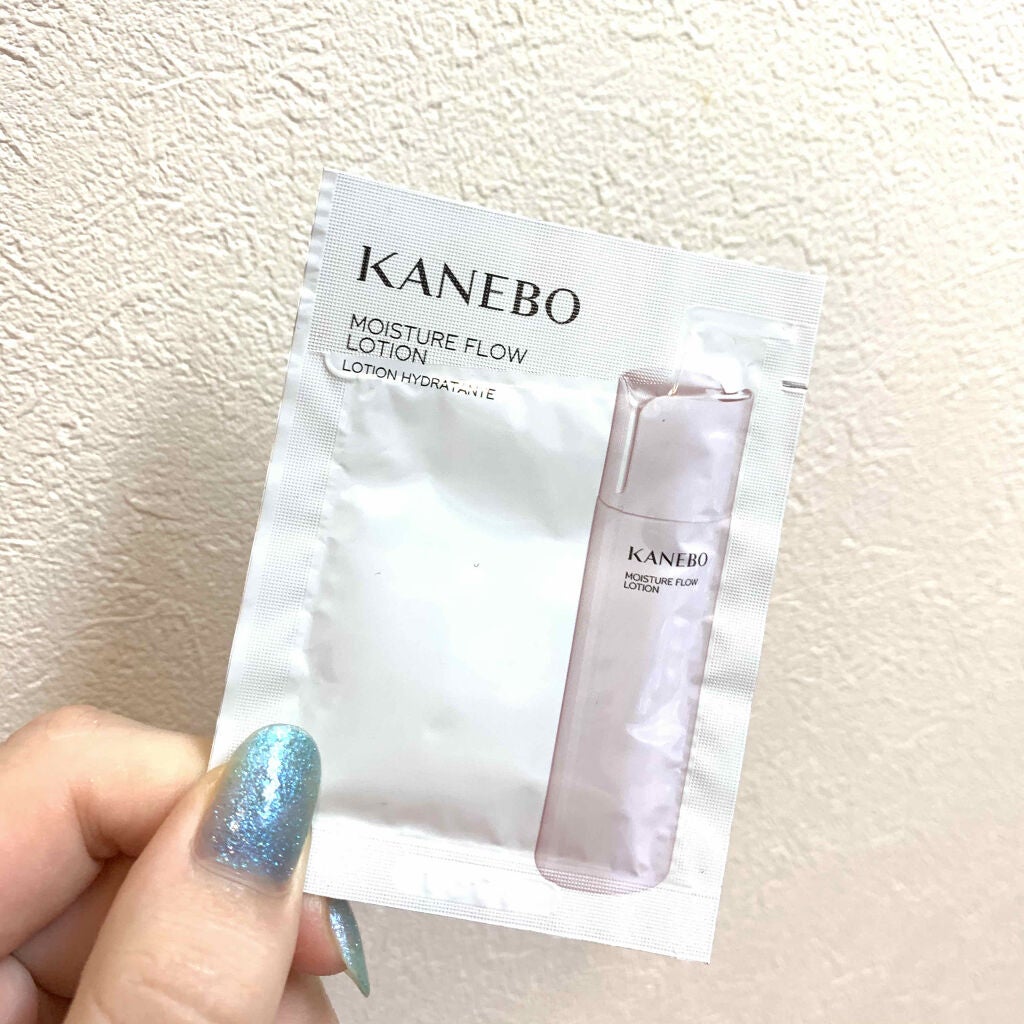 KANEBO
MOISTURE FLOW
LOTION
LOTION HYDRATANTE
KANEBO
MOISTURE FLOW
LOTION